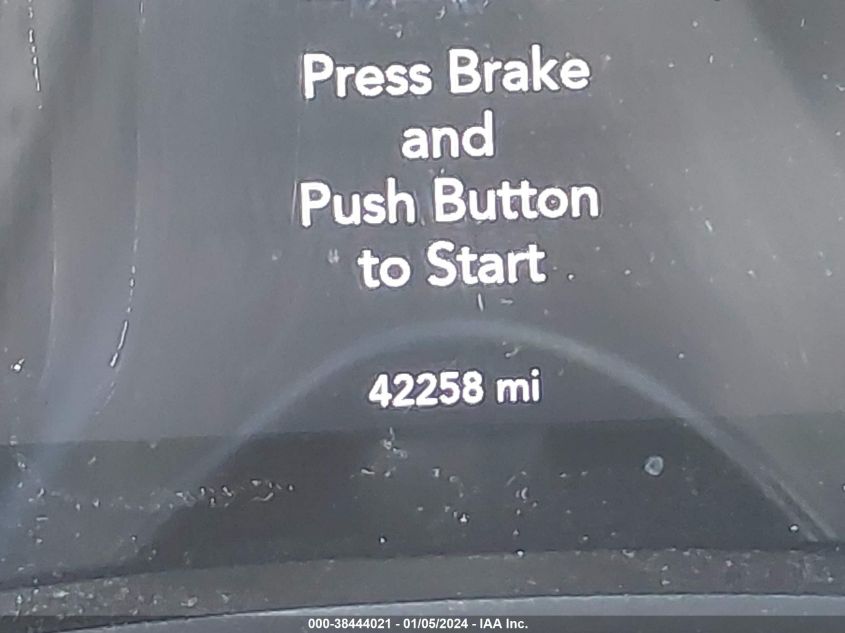 Press Brake
and
Push Button
to Start
42258 mi
000-38444021 - 01/05/2024 - IAA Inc.